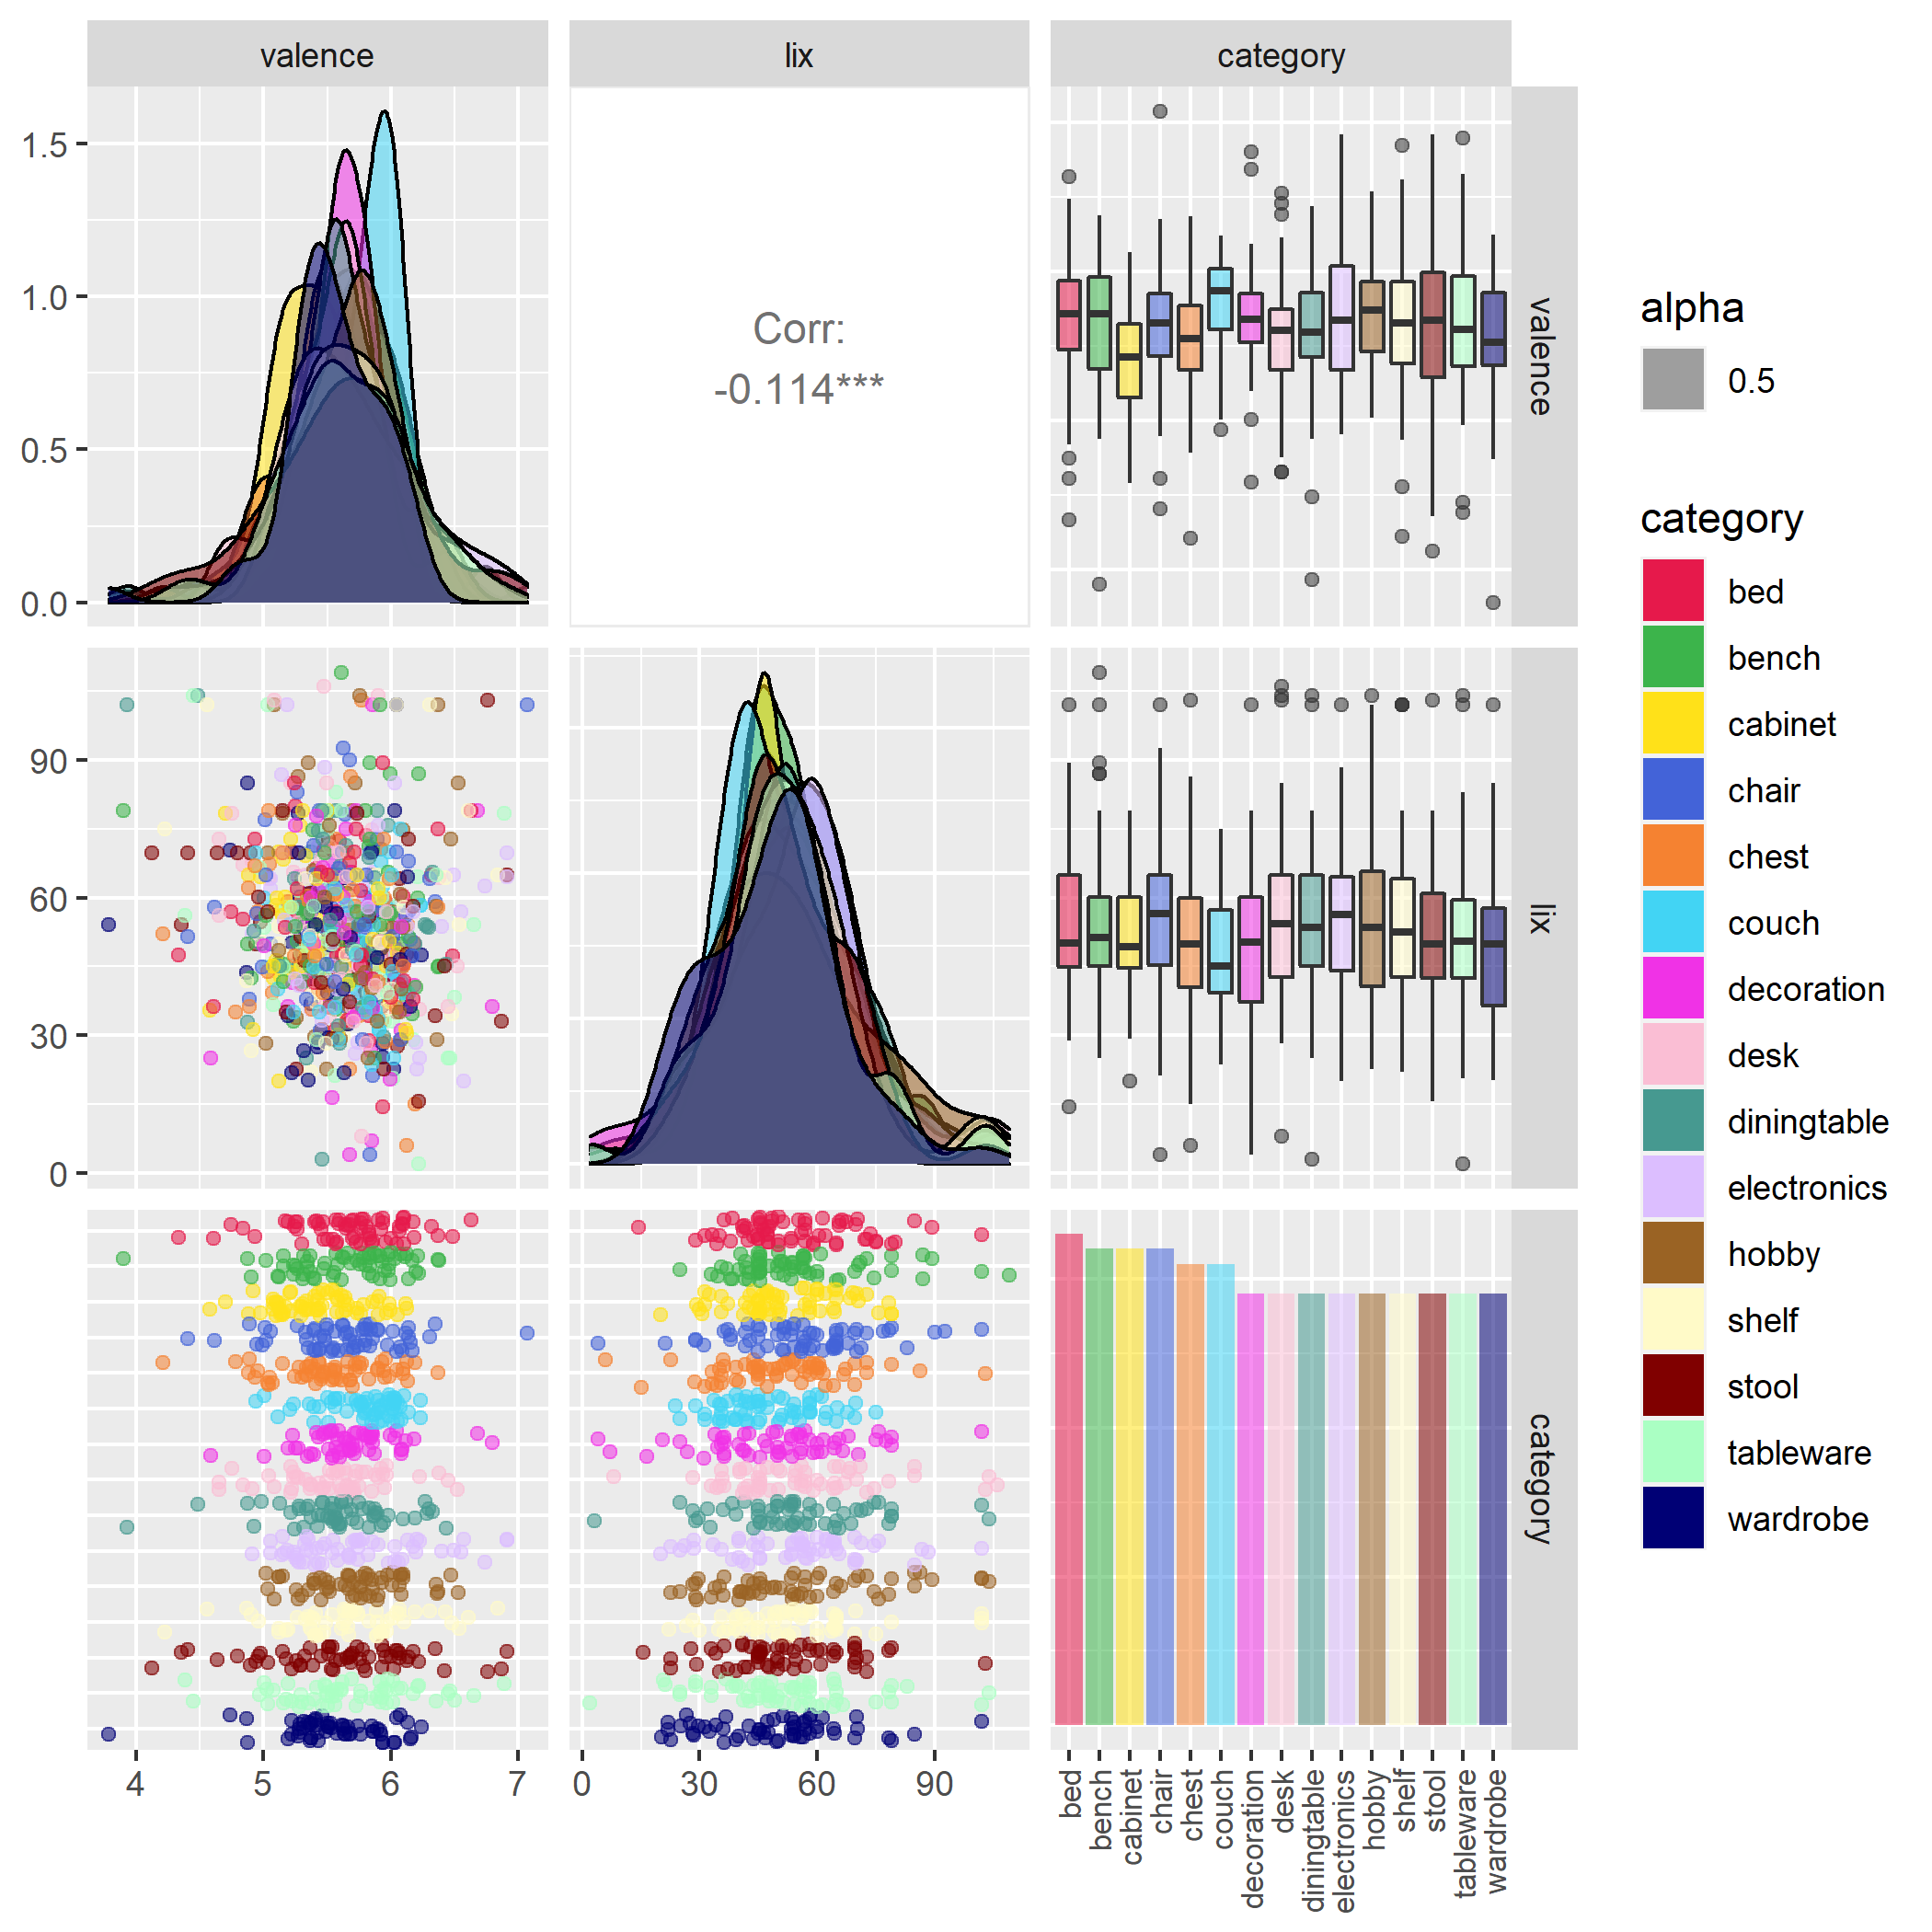 valence
lix
category
1.5
1.0
0.5
0.0
Corr:
-0.114***
valence
90
60
30
0
lix
category
4
5
6
7
0
30
60
90
bed
bench
cabinet
chair
chest
couch
decoration
desk
diningtable
electronics
hobby
shelf
stool
tableware
wardrobe
alpha
0.5
category
bed
bench
cabinet
chair
chest
couch
decoration
desk
diningtable
electronics
hobby
shelf
stool
tableware
wardrobe